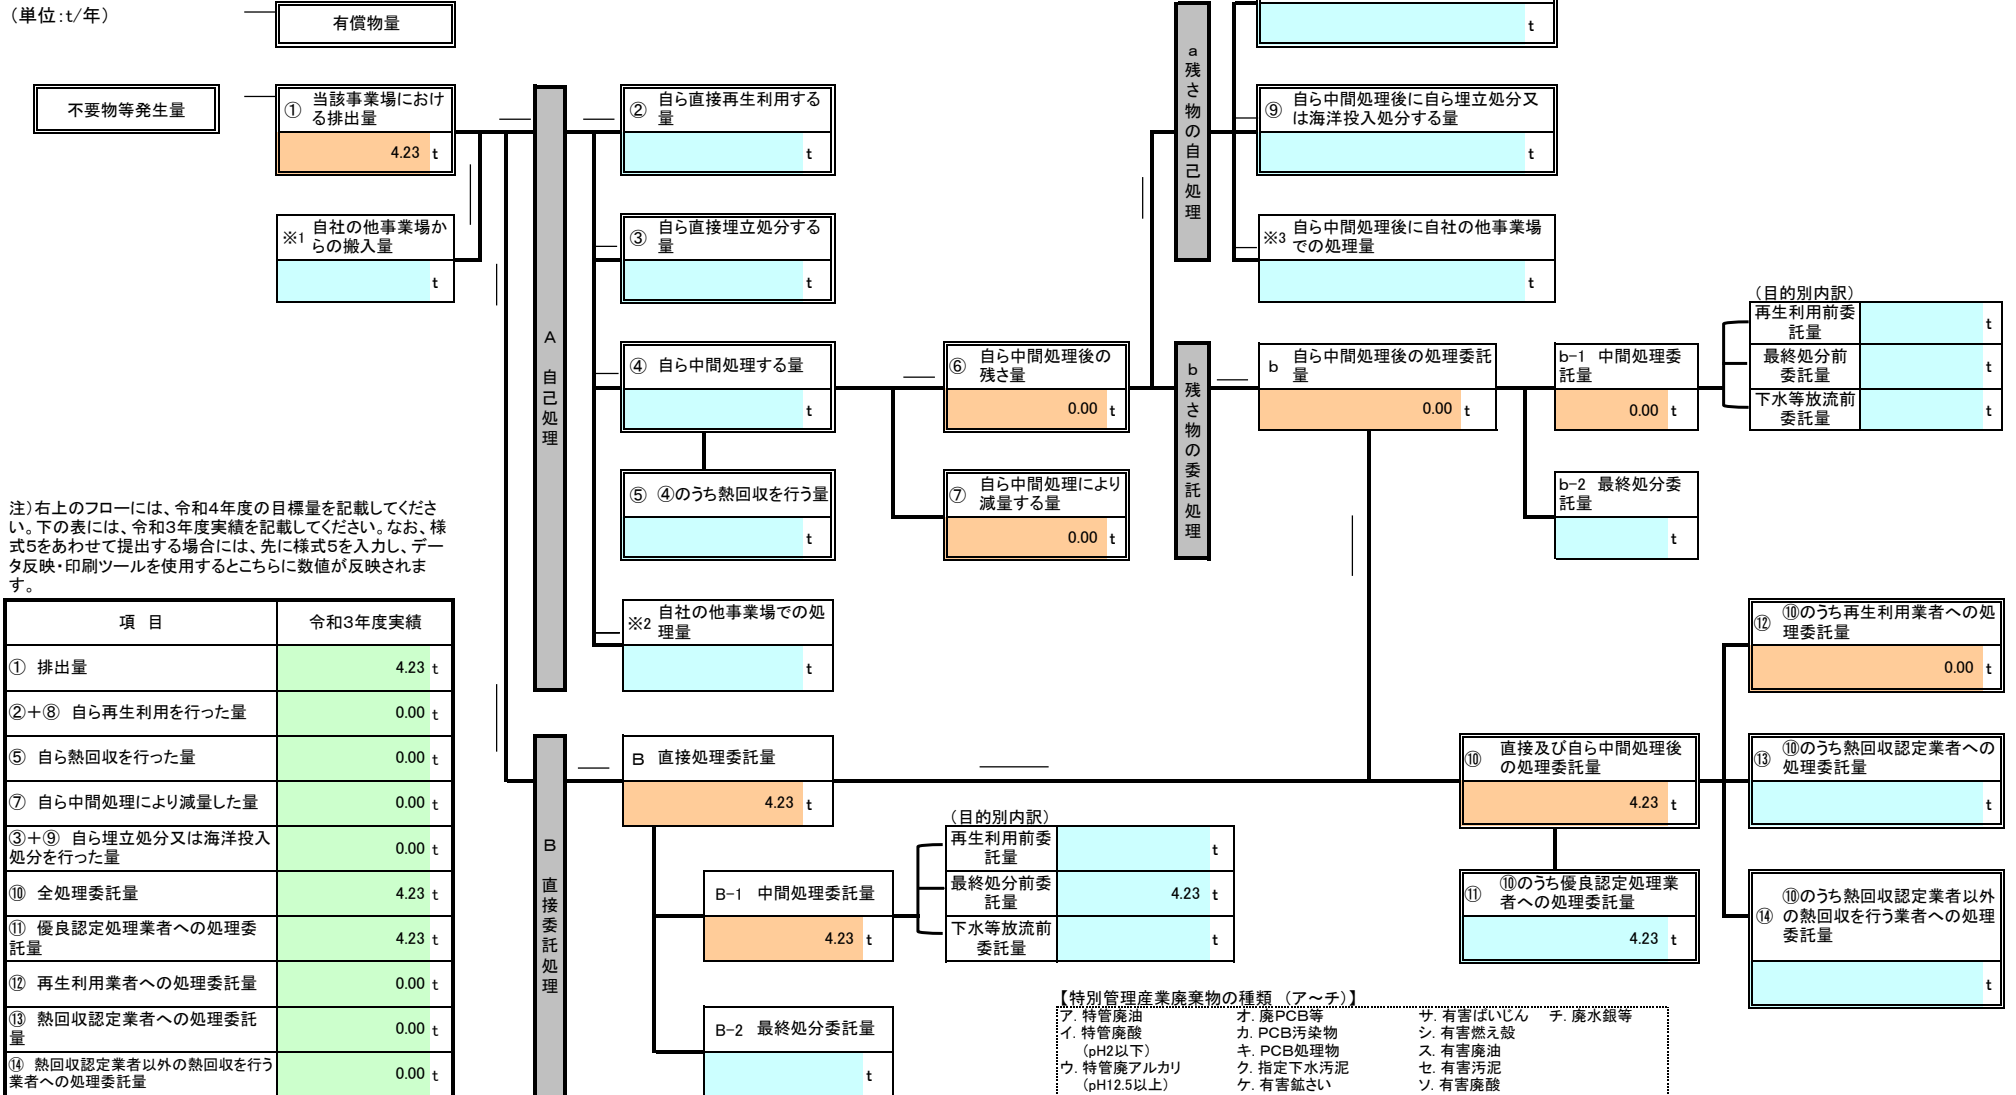 （単位:t/年）
有償物量
不要物等発生量
① 当該事業場におけ
る排出量
4.23 t
※1 自社の他事業場か
らの搬入量
t
A
自己処理
② 自ら直接再生利用する
量
t
③ 自ら直接埋立処分する
量
t
④ 自ら中間処理する量
t
⑤ ④のうち熱回収を行う量
t
※2 自社の他事業場での処
理量
t
⑥ 自ら中間処理後の
残さ量
0.00 t
⑦ 自ら中間処理により
減量する量
0.00 t
a
残さ物の自己処理
t
⑨ 自ら中間処理後に自ら埋立処分又
は海洋投入処分する量
t
※3 自ら中間処理後に自社の他事業場
での処理量
t
b
残さ物の委託処理
b 自ら中間処理後の処理委託
量
0.00 t
b-1 中間処理委
託量
0.00 t
（目的別内訳）
再生利用前委
託量
t
最終処分前
委託量
t
下水等放流前
委託量
t
b-2 最終処分委
託量
t
注）右上のフローには、令和4年度の目標量を記載してくださ
い。下の表には、令和3年度実績を記載してください。なお、様
式5をあわせて提出する場合には、先に様式5を入力し、デー
タ反映・印刷ツールを使用するとこちらに数値が反映されま
す。
項 目 令和3年度実績
① 排出量 4.23 t
②＋⑧ 自ら再生利用を行った量 0.00 t
⑤ 自ら熱回収を行った量 0.00 t
⑦ 自ら中間処理により減量した量 0.00 t
③＋⑨ 自ら埋立処分又は海洋投入
処分を行った量 0.00 t
⑩ 全処理委託量 4.23 t
⑪ 優良認定処理業者への処理委
託量 4.23 t
⑫ 再生利用業者への処理委託量 0.00 t
⑬ 熱回収認定業者への処理委託
量 0.00 t
⑭ 熱回収認定業者以外の熱回収を行う
業者への処理委託量 0.00 t
B
直接委託処理
B 直接処理委託量
4.23 t
B-1 中間処理委託量
4.23 t
（目的別内訳）
再生利用前委
託量
t
最終処分前委
託量
4.23 t
下水等放流前
委託量
t
B-2 最終処分委託量
t
⑩ 直接及び自ら中間処理後
の処理委託量
4.23 t
⑪ ⑩のうち優良認定処理業
者への処理委託量
4.23 t
⑫ ⑩のうち再生利用業者への処
理委託量
0.00 t
⑬ ⑩のうち熱回収認定業者への
処理委託量
t
⑭ ⑩のうち熱回収認定業者以外
の熱回収を行う業者への処理
委託量
t
【特別管理産業廃棄物の種類 （ア～チ）】
ア. 特管廃油 オ. 廃PCB等 サ. 有害ばいじん チ. 廃水銀等
イ. 特管廃酸 カ. PCB汚染物 シ. 有害燃え殻
（pH2以下） キ. PCB処理物 ス. 有害廃油
ウ. 特管廃アルカリ ク. 指定下水汚泥 セ. 有害汚泥
（pH12.5以上） ケ. 有害鉱さい ソ. 有害廃酸